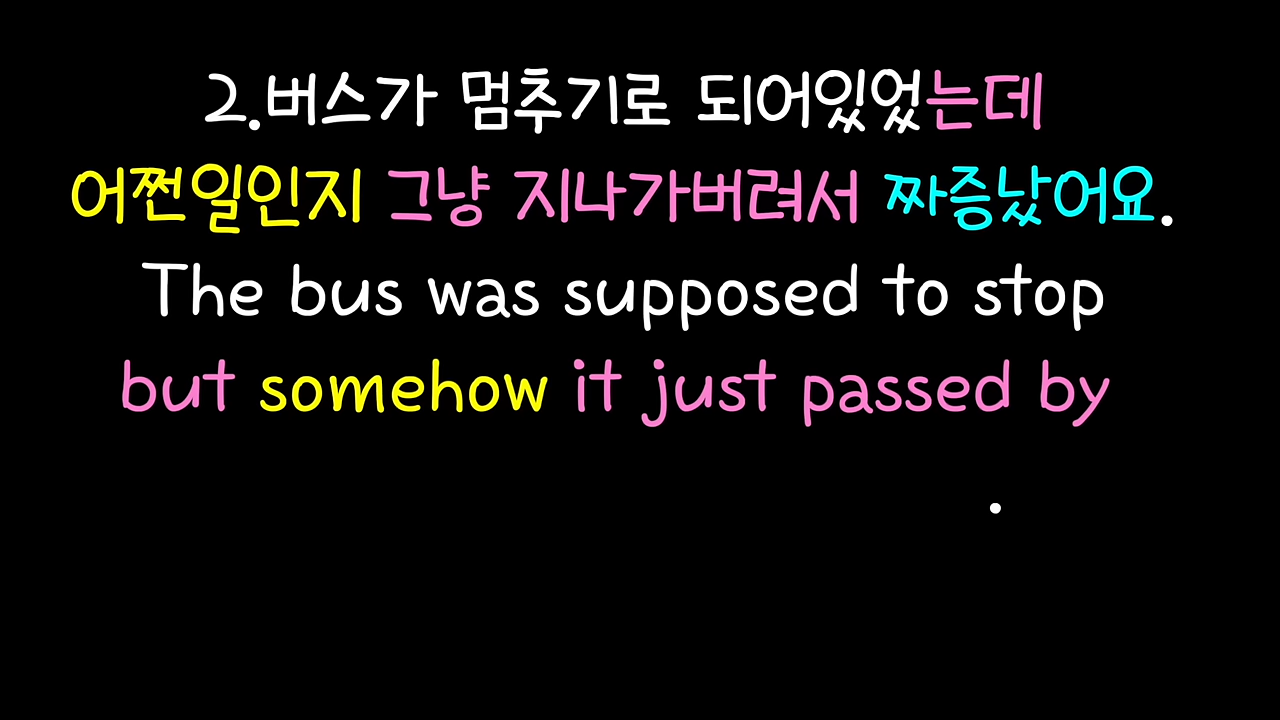 2.버스가 멈추기로 되어있었는데
어쩐일인지 그냥 지나가버려서 짜증났어요.
The bus was supposed to stop
but somehow it just passed by
.